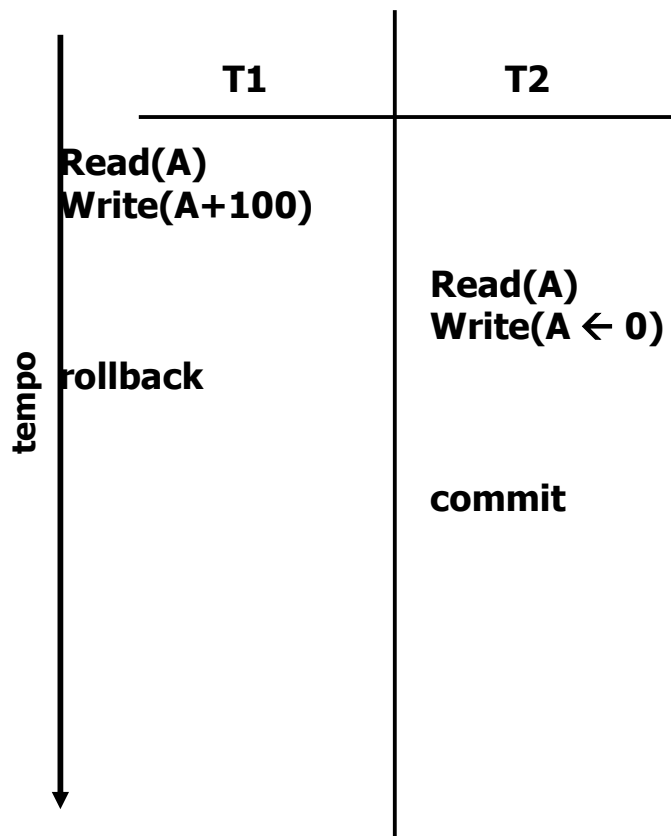 T1 T2
Read(A)
Write(A+100)
Read(A)
Write(A ← 0)
rollback
tempo
commit